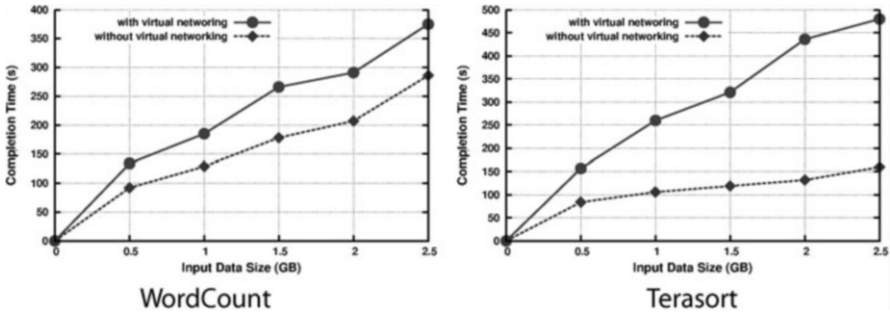 400
350
300
250
200
150
100
50
0
Completion Time (s)
with virtual networing
without virtual networking
0 0.5 1 1.5 2 2.5
Input Data Size (GB)
WordCount
500
450
400
350
300
250
200
150
100
50
0
Completion Time (s)
with virtual networing
without virtual networking
0 0.5 1 1.5 2 2.5
Input Data Size (GB)
Terasort